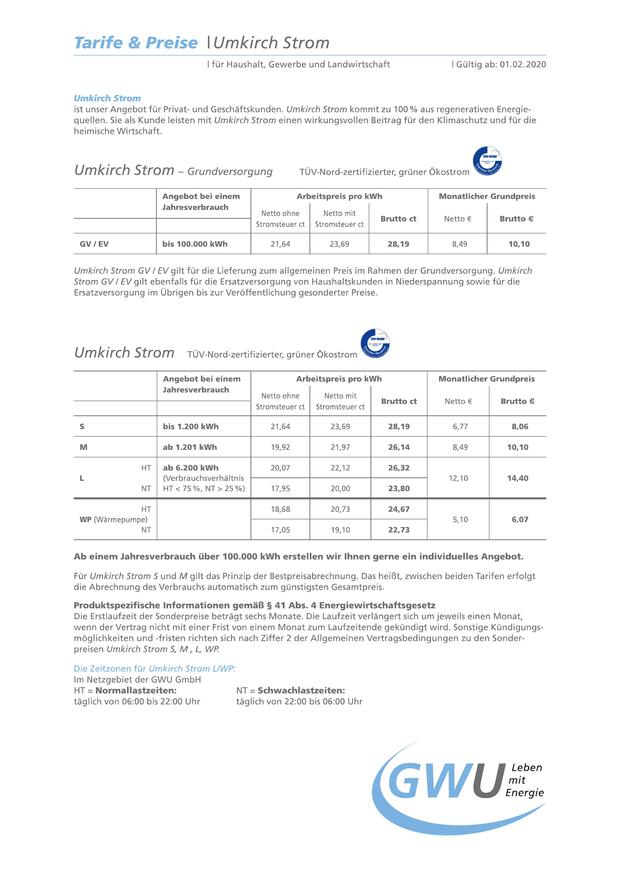 Tarife & Preise | Umkirch Strom
| für Haushalt, Gewerbe und Landwirtschaft | Gültig ab: 01.02.2020
Umkirch Strom
ist unser Angebot für Privat- und Geschäftskunden. Umkirch Strom kommt zu 100 % aus regenerativen Energie-
quellen. Sie als Kunde leisten mit Umkirch Strom einen wirkungsvollen Beitrag für den Klimaschutz und für die
heimische Wirtschaft.
Umkirch Strom – Grundversorgung TÜV-Nord-zertifizierter, grüner Ökostrom
Angebot bei einem Arbeitspreis pro kWh Monatlicher Grundpreis
Jahresverbrauch
Netto ohne Netto mit Brutto ct Netto € Brutto €
Stromsteuer ct Stromsteuer ct
GV / EV bis 100.000 kWh 21,64 23,69 28,19 8,49 10,10
Umkirch Strom GV / EV gilt für die Lieferung zum allgemeinen Preis im Rahmen der Grundversorgung. Umkirch
Strom GV / EV gilt ebenfalls für die Ersatzversorgung von Haushaltskunden in Niederspannung sowie für die
Ersatzversorgung im Übrigen bis zur Veröffentlichung gesonderter Preise.
Umkirch Strom TÜV-Nord-zertifizierter, grüner Ökostrom
Angebot bei einem Arbeitspreis pro kWh Monatlicher Grundpreis
Jahresverbrauch
Netto ohne Netto mit Brutto ct Netto € Brutto €
Stromsteuer ct Stromsteuer ct
S bis 1.200 kWh 21,64 23,69 28,19 6,77 8,06
M ab 1.201 kWh 19,92 21,97 26,14 8,49 10,10
HT ab 6.200 kWh 20,07 22,12 26,32
L (Verbrauchsverhältnis 12,10 14,40
NT HT < 75 %, NT > 25 %) 17,95 20,00 23,80
HT 18,68 20,73 24,67
WP (Wärmepumpe) 5,10 6,07
NT 17,05 19,10 22,73
Ab einem Jahresverbrauch über 100.000 kWh erstellen wir Ihnen gerne ein individuelles Angebot.
Für Umkirch Strom S und M gilt das Prinzip der Bestpreisabrechnung. Das heißt, zwischen beiden Tarifen erfolgt
die Abrechnung des Verbrauchs automatisch zum günstigsten Gesamtpreis.
Produktspezifische Informationen gemäß § 41 Abs. 4 Energiewirtschaftsgesetz
Die Erstlaufzeit der Sonderpreise beträgt sechs Monate. Die Laufzeit verlängert sich um jeweils einen Monat,
wenn der Vertrag nicht mit einer Frist von einem Monat zum Laufzeitende gekündigt wird. Sonstige Kündigungs-
möglichkeiten und -fristen richten sich nach Ziffer 2 der Allgemeinen Vertragsbedingungen zu den Sonder-
preisen Umkirch Strom S, M , L, WP.
Die Zeitzonen für Umkirch Strom L/WP:
Im Netzgebiet der GWU GmbH
HT = Normallastzeiten: NT = Schwachlastzeiten:
täglich von 06:00 bis 22:00 Uhr täglich von 22:00 bis 06:00 Uhr
GWU Leben
mit
Energie